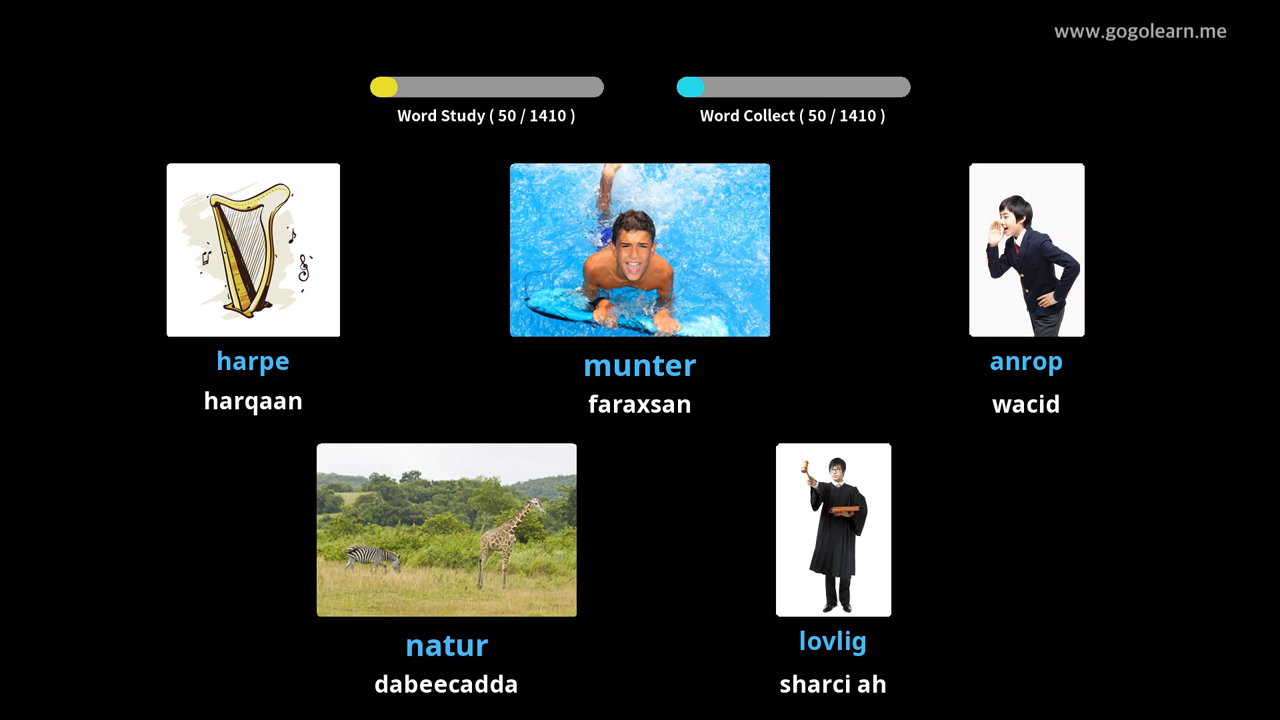 www.gogolearn.me
Word Study ( 50 / 1410 )
Word Collect ( 50 / 1410 )
harpe
harqaan
munter
faraxsan
anrop
wacid
natur
dabeecadda
lovlig
sharci ah